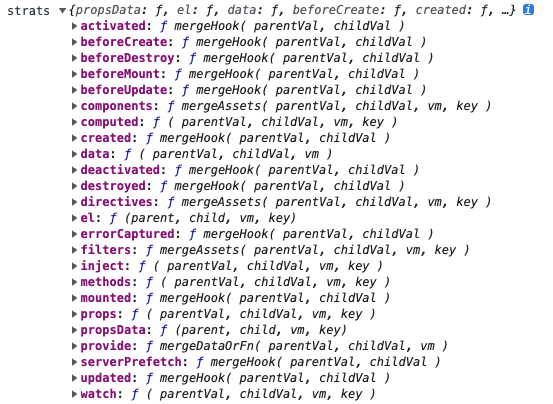 strats ▼{propsData: ƒ, el: ƒ, data: ƒ, beforeCreate: ƒ, created: ƒ, …} i
▶activated: ƒ mergeHook( parentVal, childVal )
▶beforeCreate: ƒ mergeHook( parentVal, childVal )
▶beforeDestroy: ƒ mergeHook( parentVal, childVal )
▶beforeMount: ƒ mergeHook( parentVal, childVal )
▶beforeUpdate: ƒ mergeHook( parentVal, childVal )
▶components: ƒ mergeAssets( parentVal, childVal, vm, key )
▶computed: ƒ ( parentVal, childVal, vm, key )
▶created: ƒ mergeHook( parentVal, childVal )
▶data: ƒ ( parentVal, childVal, vm )
▶deactivated: ƒ mergeHook( parentVal, childVal )
▶destroyed: ƒ mergeHook( parentVal, childVal )
▶directives: ƒ mergeAssets( parentVal, childVal, vm, key )
▶el: ƒ (parent, child, vm, key)
▶errorCaptured: ƒ mergeHook( parentVal, childVal )
▶filters: ƒ mergeAssets( parentVal, childVal, vm, key )
▶inject: ƒ ( parentVal, childVal, vm, key )
▶methods: ƒ ( parentVal, childVal, vm, key )
▶mounted: ƒ mergeHook( parentVal, childVal )
▶props: ƒ ( parentVal, childVal, vm, key )
▶propsData: ƒ (parent, child, vm, key)
▶provide: ƒ mergeDataOrFn( parentVal, childVal, vm )
▶serverPrefetch: ƒ mergeHook( parentVal, childVal )
▶updated: ƒ mergeHook( parentVal, childVal )
▶watch: ƒ ( parentVal, childVal, vm, key )